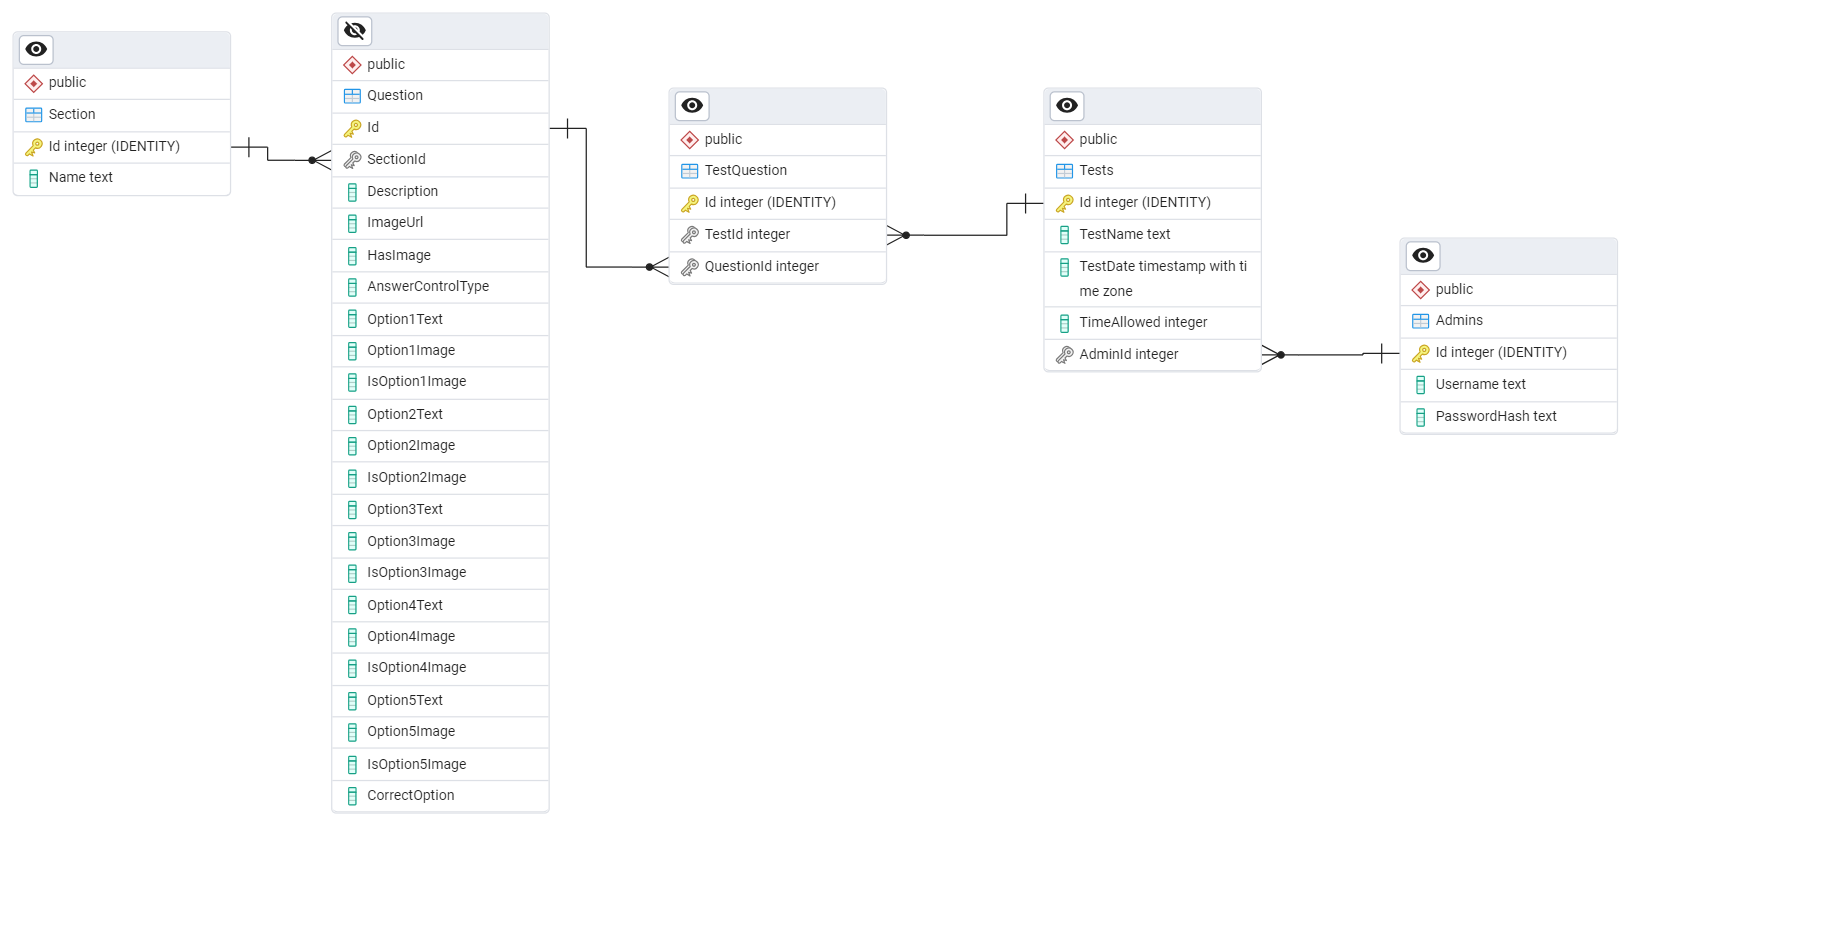 public
Section
Id integer (IDENTITY)
Name text
public
Question
Id
SectionId
Description
ImageUrl
HasImage
AnswerControlType
Option1Text
Option1Image
IsOption1Image
Option2Text
Option2Image
IsOption2Image
Option3Text
Option3Image
IsOption3Image
Option4Text
Option4Image
IsOption4Image
Option5Text
Option5Image
IsOption5Image
CorrectOption
public
TestQuestion
Id integer (IDENTITY)
TestId integer
QuestionId integer
public
Tests
Id integer (IDENTITY)
TestName text
TestDate timestamp with ti
me zone
TimeAllowed integer
AdminId integer
public
Admins
Id integer (IDENTITY)
Username text
PasswordHash text